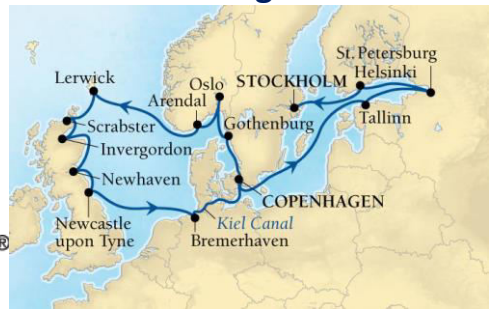 St. Petersburg
Lerwick
Oslo
STOCKHOLM
Helsinki
Arendal
Scrabster
Gothenburg
Tallinn
Invergordon
Newhaven
COPENHAGEN
Newcastle
upon Tyne
Kiel Canal
Bremerhaven
®